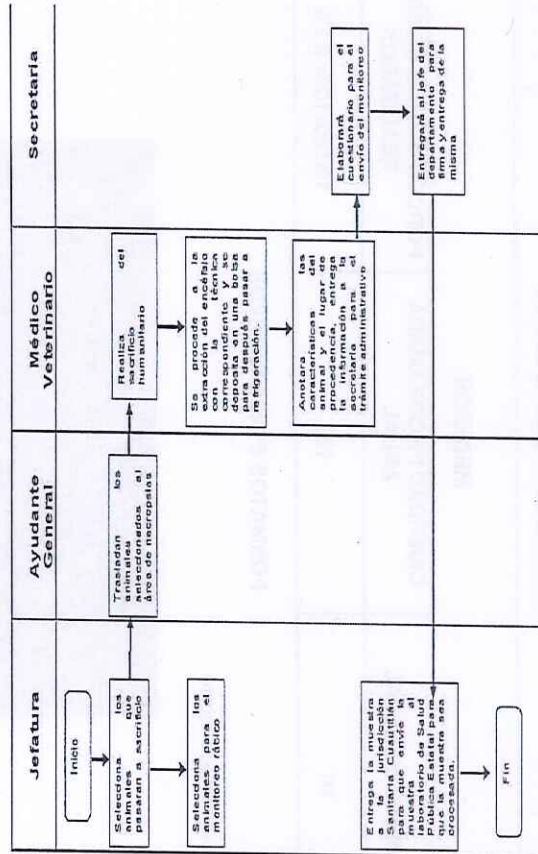 Jefatura
Ayudante
General
Médico
Veterinario
Secretaria
Inicio
Selecciona los
animales que
pasaran a sacrificio
Selecciona los
animales para el
monitoreo rábico
Trasladan los
animales
seleccionados al
área de necropsias
Realiza del
sacrificio
humanitario
Se procede a la
extracción del encéfalo
con la técnica
correspondiente y se
deposita en una bolsa
para después pasar a
refrigeración.
Anotara las
características del
animal y el lugar de
procedencia, entrega
la información a la
secretaria para el
trámite administrativo
Elaborará el
cuestionario para el
envío del monitoreo
Entregará al jefe del
departamento para
firma y entrega de la
misma
Entrega la muestra
a la jurisdicción
Sanitaria Cuautitlán
para que envíe la
muestra al
laboratorio de Salud
Publica Estatal para
que la muestra sea
procesada.
Fin